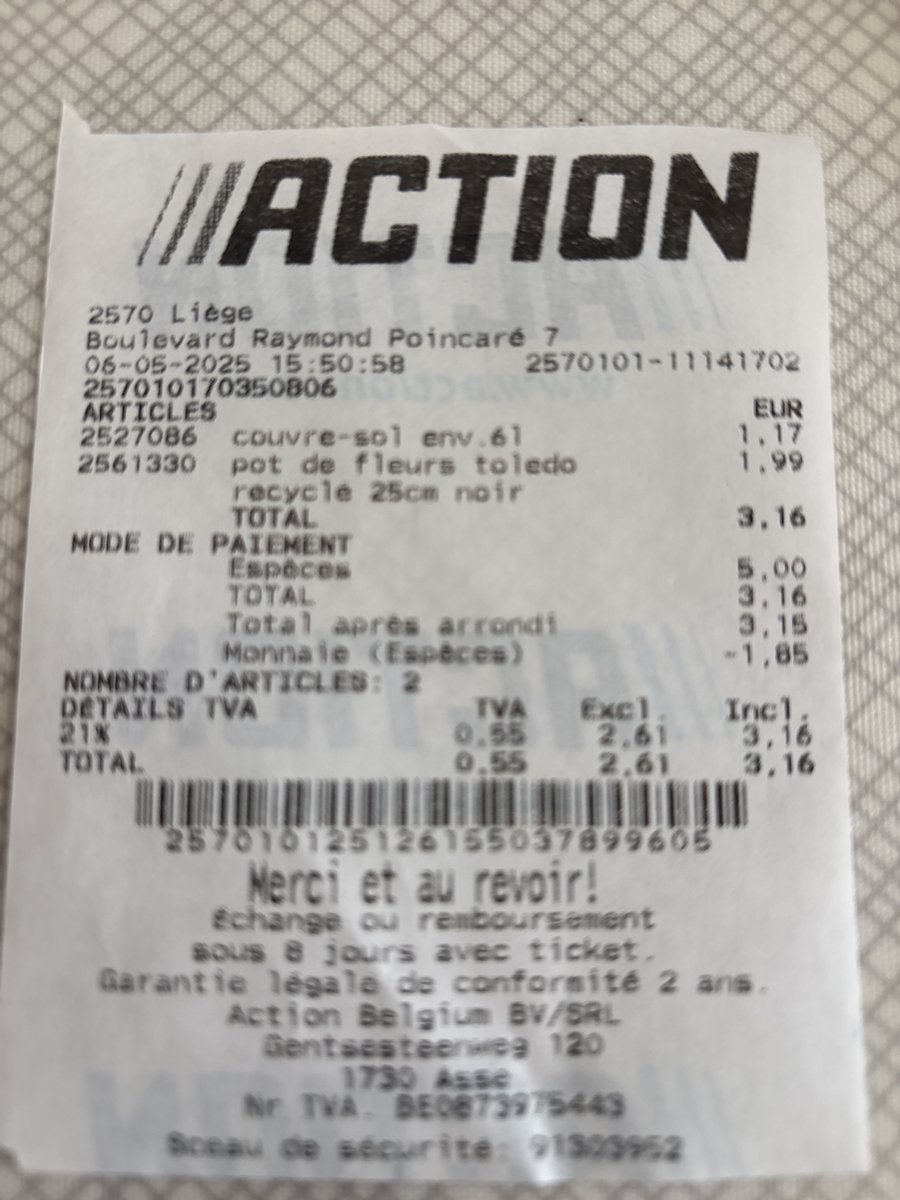 ACTION
2570 Liège
Boulevard Raymond Poincaré 7
06-05-2025 15:50:58 2570101-11141702
257010170350806
ARTICLES EUR
2527086 couvre-sol env.6l 1,17
2561330 pot de fleurs toledo 1,99
recyclé 25cm noir
TOTAL 3,16
MODE DE PAIEMENT
Espèces 5,00
TOTAL 3,16
Total après arrondi 3,15
Monnaie (Espèces) -1,85
NOMBRE D'ARTICLES: 2
DÉTAILS TVA TVA Excl. Incl.
21% 0.55 2.61 3,16
TOTAL 0.55 2.61 3,16
257010125126155037899605
Merci et au revoir!
Échange ou remboursement
sous 8 jours avec ticket.
Garantie légale de conformité 2 ans.
Action Belgium BV/SRL
Gentsesteenweg 120
1730 Asse
Nr TVA. BE0873975443
Sceau de sécurité: 91303952